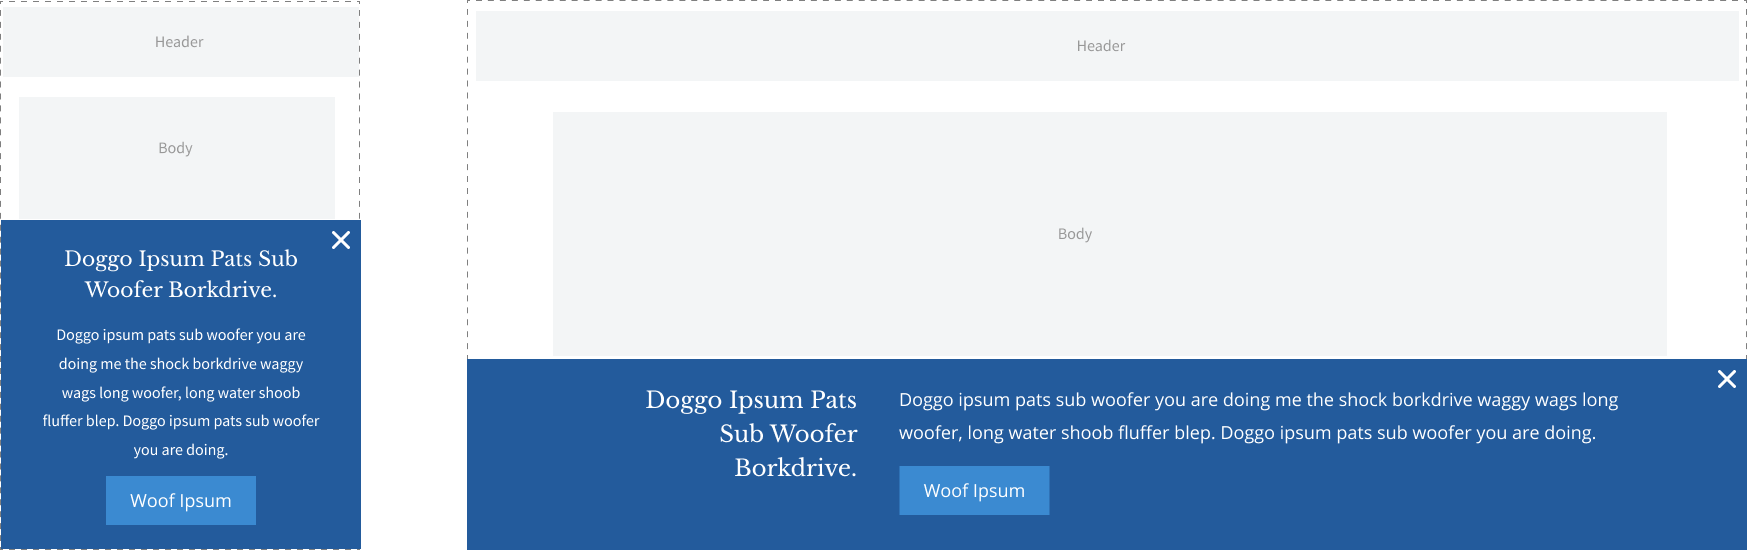 Header
Body
Doggo Ipsum Pats Sub
Woofer Borkdrive.
Doggo ipsum pats sub woofer you are
doing me the shock borkdrive waggy
wags long woofer, long water shoob
fluffer blep. Doggo ipsum pats sub woofer
you are doing.
Woof Ipsum
Header
Body
Doggo Ipsum Pats
Sub Woofer
Borkdrive.
Doggo ipsum pats sub woofer you are doing me the shock borkdrive waggy wags long
woofer, long water shoob fluffer blep. Doggo ipsum pats sub woofer you are doing.
Woof Ipsum